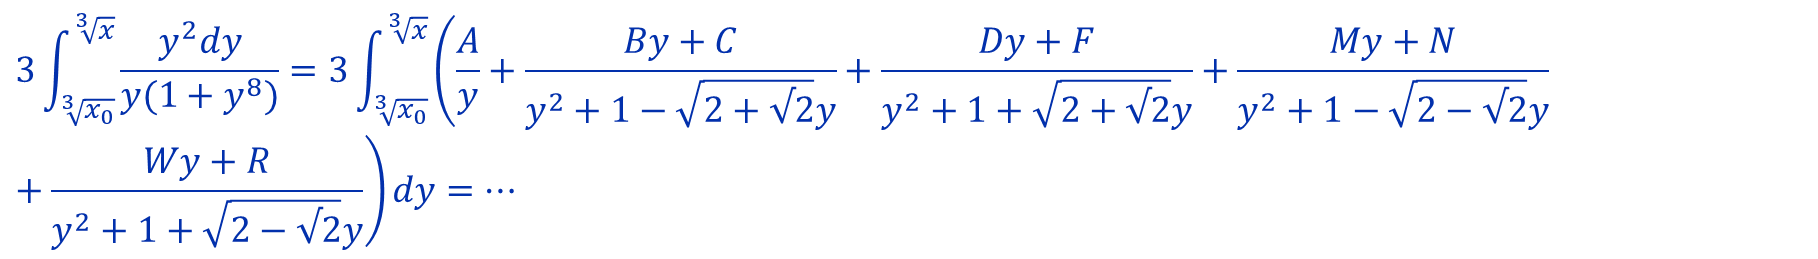 3∫_{∛x₀}^{∛x} y²dy / y(1 + y⁸) = 3∫_{∛x₀}^{∛x} ( A / y + By + C / y² + 1 − √(2 + √2)y + Dy + F / y² + 1 + √(2 + √2)y + My + N / y² + 1 − √(2 − √2)y
+ Wy + R / y² + 1 + √(2 − √2)y ) dy = ⋯